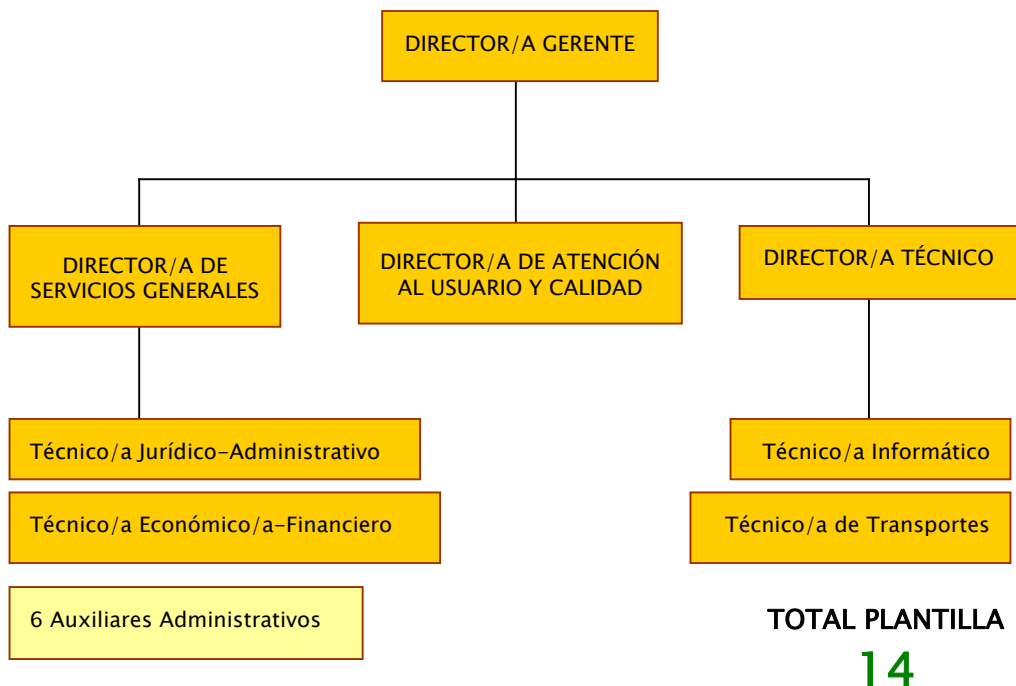 DIRECTOR/A GERENTE
DIRECTOR/A DE
SERVICIOS GENERALES
DIRECTOR/A DE ATENCIÓN
AL USUARIO Y CALIDAD
DIRECTOR/A TÉCNICO
Técnico/a Jurídico-Administrativo
Técnico/a Económico/a-Financiero
6 Auxiliares Administrativos
Técnico/a Informático
Técnico/a de Transportes
TOTAL PLANTILLA
14